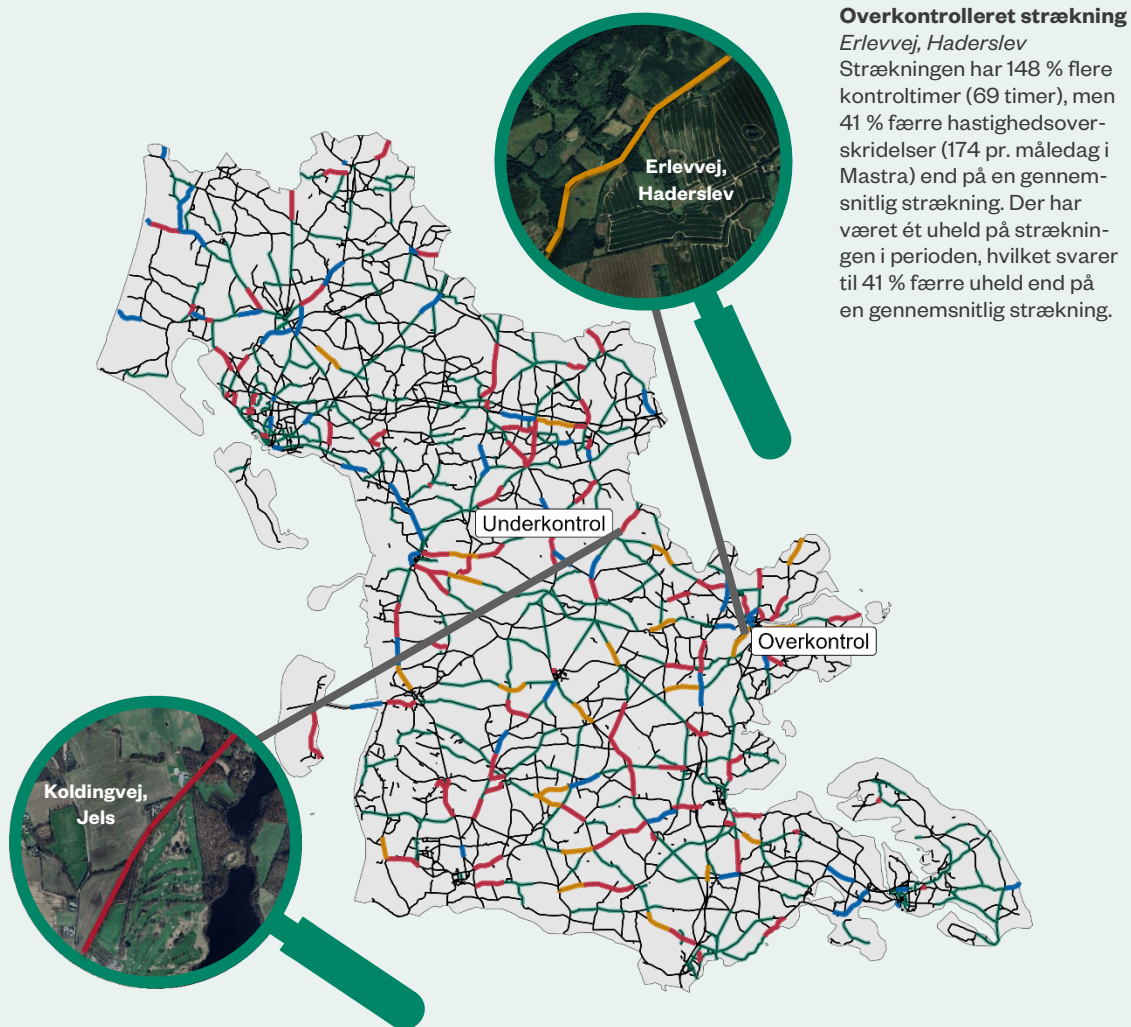 Overkontrolleret strækning
Erlevvej, Haderslev
Strækningen har 148 % flere
kontroltimer (69 timer), men
41 % færre hastighedsover-
skridelser (174 pr. måledag i
Mastra) end på en gennem-
snitlig strækning. Der har
været ét uheld på stræknin-
gen i perioden, hvilket svarer
til 41 % færre uheld end på
en gennemsnitlig strækning.
Erlevvej,
Haderslev
Underkontrol
Overkontrol
Koldingvej,
Jels